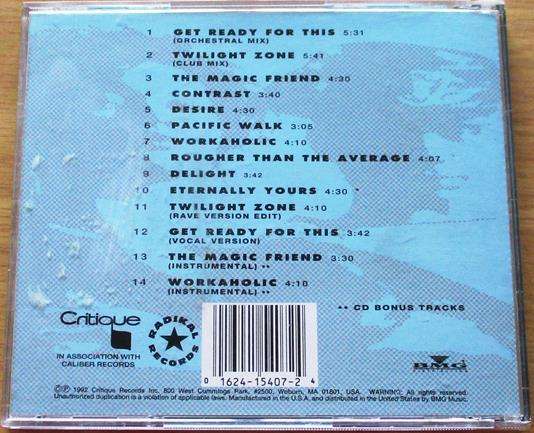 1 GET READY FOR THIS 5:31
(ORCHESTRAL MIX)
2 TWILIGHT ZONE 5:41
(CLUB MIX)
3 THE MAGIC FRIEND 4:30
4 CONTRAST 3:40
5 DESIRE 4:30
6 PACIFIC WALK 3:05
7 WORKAHOLIC 4:10
8 ROUGHER THAN THE AVERAGE 4:07
9 DELIGHT 3:42
10 ETERNALLY YOURS 4:30 *
11 TWILIGHT ZONE 4:10
(RAVE VERSION EDIT)
12 GET READY FOR THIS 3:42
(VOCAL VERSION)
13 THE MAGIC FRIEND 3:30
(INSTRUMENTAL) **
14 WORKAHOLIC 4:10
(INSTRUMENTAL) **
** CD BONUS TRACKS
Critique
IN ASSOCIATION WITH
CALIBER RECORDS
RADIKAL RECORDS
0 1624-15407-2 4
BMG
©℗ 1992 Critique Records Inc. 800 West Cummings Park, #2500, Woburn, MA 01801, USA. WARNING: All rights reserved.
Unauthorized duplication is a violation of applicable laws. Manufactured in the U.S.A. and distributed in the United States by BMG Music.